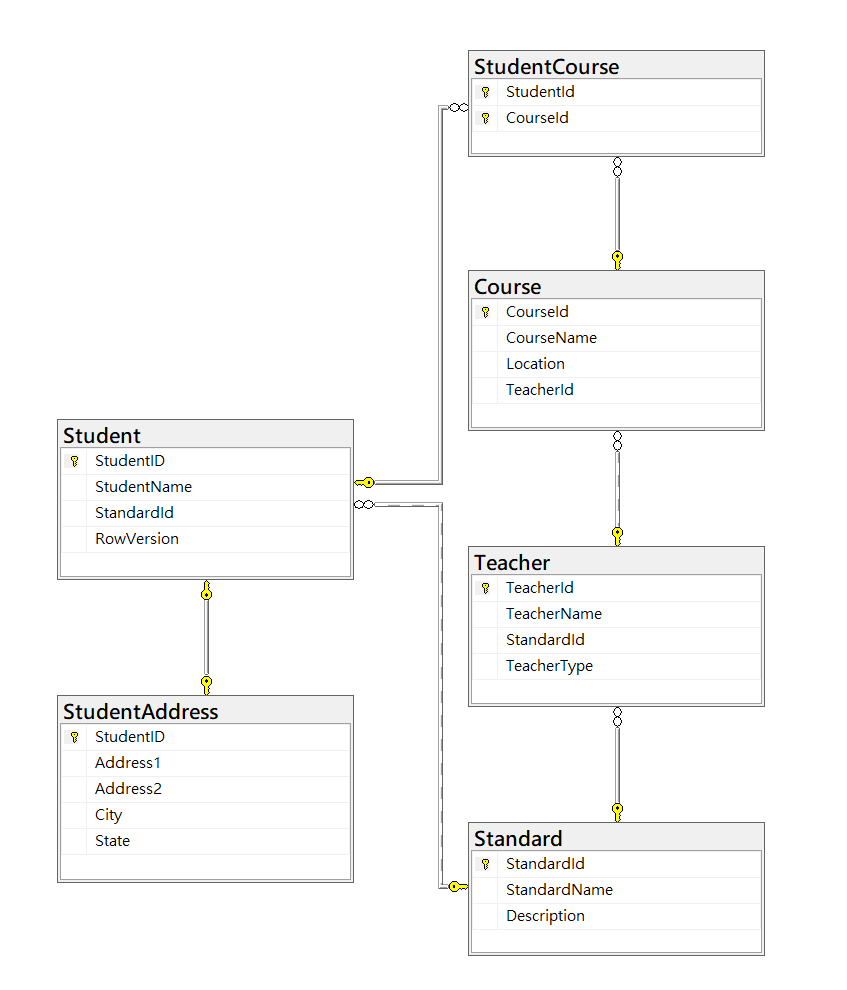 StudentCourse
StudentId
CourseId
Course
CourseId
CourseName
Location
TeacherId
Student
StudentID
StudentName
StandardId
RowVersion
Teacher
TeacherId
TeacherName
StandardId
TeacherType
StudentAddress
StudentID
Address1
Address2
City
State
Standard
StandardId
StandardName
Description